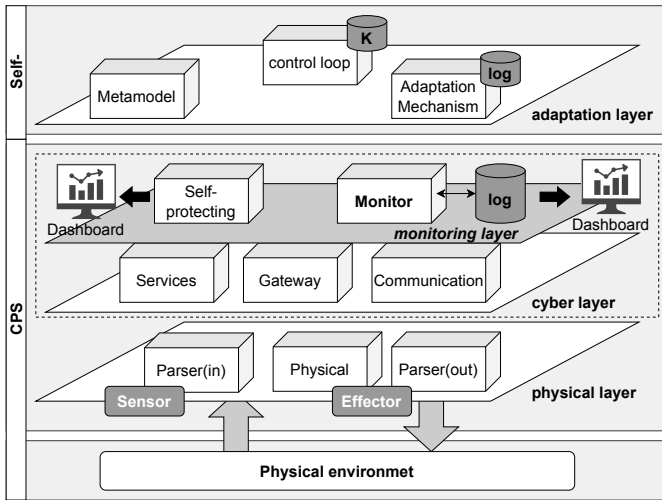 Self-
K
control loop
log
Metamodel
Adaptation
Mechanism
adaptation layer
CPS
Self-
protecting
Monitor
log
Dashboard
Dashboard
monitoring layer
Services
Gateway
Communication
cyber layer
Parser(in)
Physical
Parser(out)
Sensor
Effector
physical layer
Physical environmet